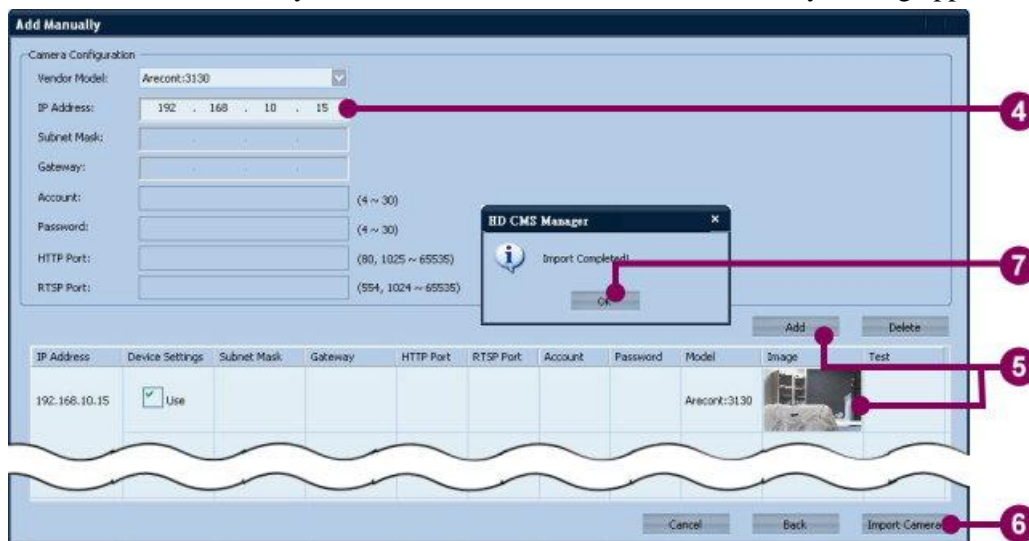 Add Manually
Camera Configuration
Vendor Model: Arecont:3130
IP Address: 192 . 168 . 10 . 15
4
Subnet Mask:
Gateway:
Account: (4 ~ 30)
Password: (4 ~ 30)
HTTP Port: (80, 1025 ~ 65535)
RTSP Port: (554, 1024 ~ 65535)
HD CMS Manager ×
Import Completed!
7
OK
Add Delete
5
IP Address Device Settings Subnet Mask Gateway HTTP Port RTSP Port Account Password Model Image Test
192.168.10.15 Use Arecont:3130
Cancel Back Import Camera
6